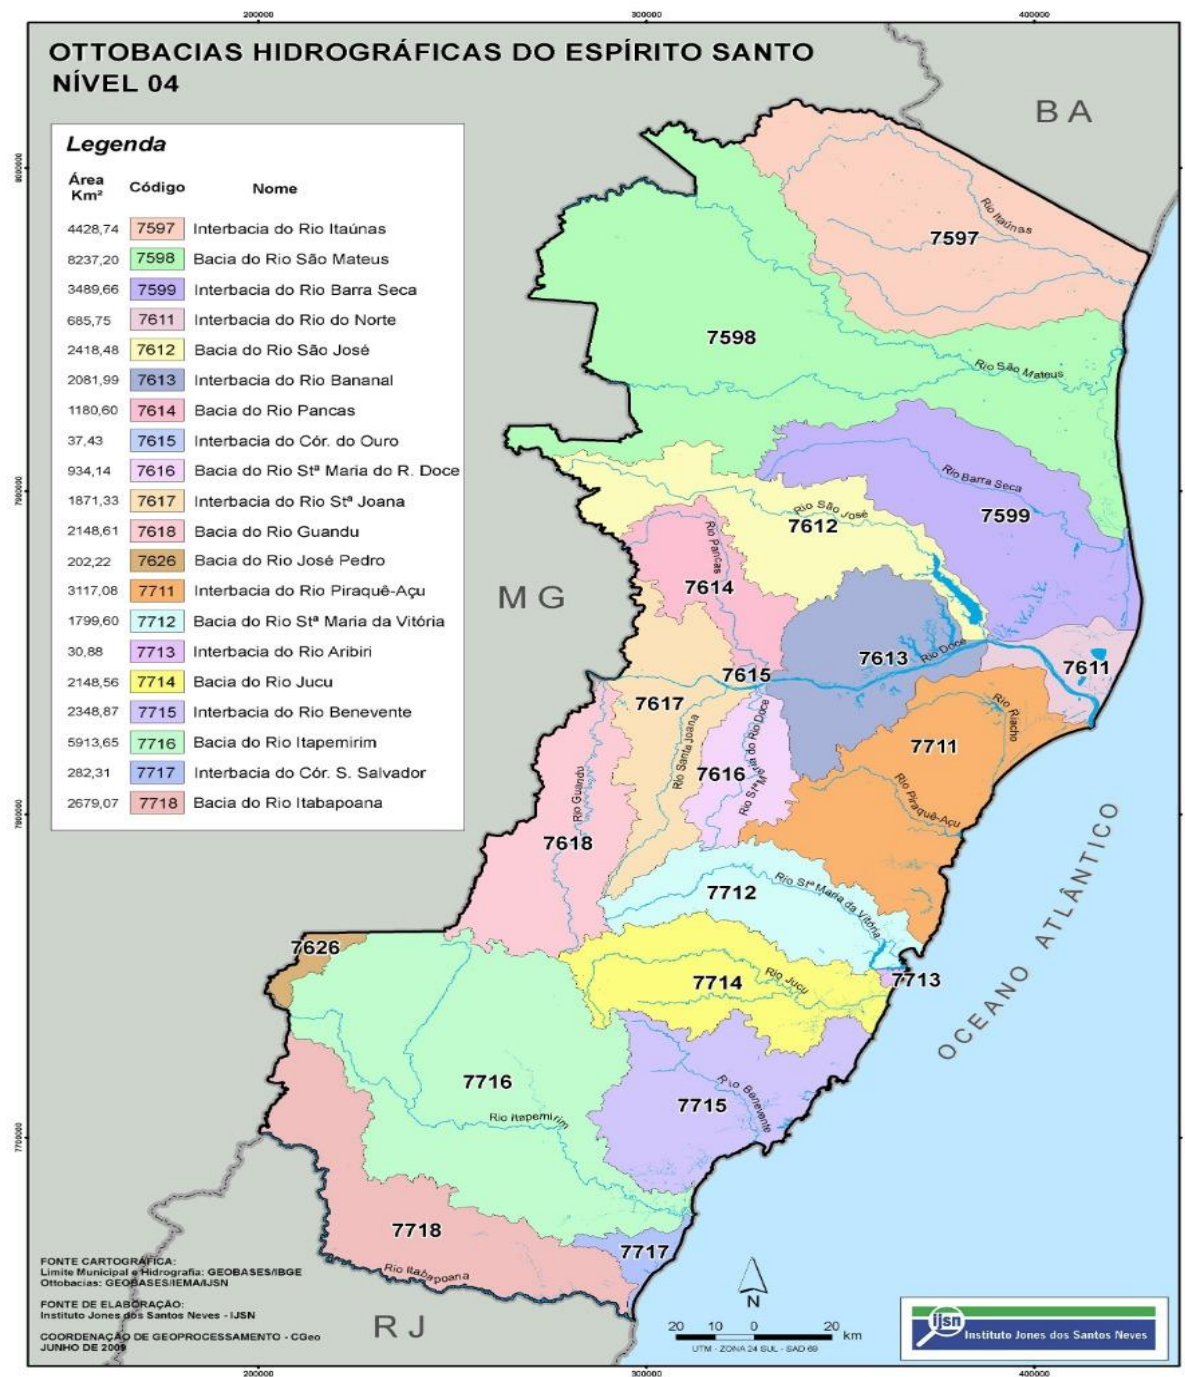 200000 300000 400000
OTTOBACIAS HIDROGRÁFICAS DO ESPÍRITO SANTO
NÍVEL 04
Legenda
Área Km² Código Nome
4428,74 7597 Interbacia do Rio Itaúnas
8237,20 7598 Bacia do Rio São Mateus
3489,66 7599 Interbacia do Rio Barra Seca
685,75 7611 Interbacia do Rio do Norte
2418,48 7612 Bacia do Rio São José
2081,99 7613 Interbacia do Rio Bananal
1180,60 7614 Bacia do Rio Pancas
37,43 7615 Interbacia do Cór. do Ouro
934,14 7616 Bacia do Rio Stª Maria do R. Doce
1871,33 7617 Interbacia do Rio Stª Joana
2148,61 7618 Bacia do Rio Guandu
202,22 7626 Bacia do Rio José Pedro
3117,08 7711 Interbacia do Rio Piraquê-Açu
1799,60 7712 Bacia do Rio Stª Maria da Vitória
30,88 7713 Interbacia do Rio Aribiri
2148,56 7714 Bacia do Rio Jucu
2348,87 7715 Interbacia do Rio Benevente
5913,65 7716 Bacia do Rio Itapemirim
282,31 7717 Interbacia do Cór. S. Salvador
2679,07 7718 Bacia do Rio Itabapoana
BA
Rio Itaúnas
7597
7598
Rio São Mateus
Rio Barra Seca
7599
Rio São José
7612
Rio Pancas
7614
MG
7613
Rio Doce
7611
7615
7617
Rio Santa Joana
7616
Rio Stª Maria do Rio Doce
Rio Riacho
7711
Rio Piraquê-Açu
Rio Guandu
7618
7712
Rio Stª Maria da Vitória
7626
7714
Rio Jucu
7713
OCEANO ATLÂNTICO
7716
Rio Itapemirim
7715
Rio Benevente
7718
Rio Itabapoana
7717
RJ
FONTE CARTOGRÁFICA:
Limite Municipal e Hidrografia: GEOBASES/IBGE
Ottobacias: GEOBASES/IEMA/IJSN
FONTE DE ELABORAÇÃO:
Instituto Jones dos Santos Neves - IJSN
COORDENAÇÃO DE GEOPROCESSAMENTO - CGeo
JUNHO DE 2009
N
20 10 0 20 km
UTM - ZONA 24 SUL - SAD 69
ijsn
Instituto Jones dos Santos Neves
200000 300000 400000